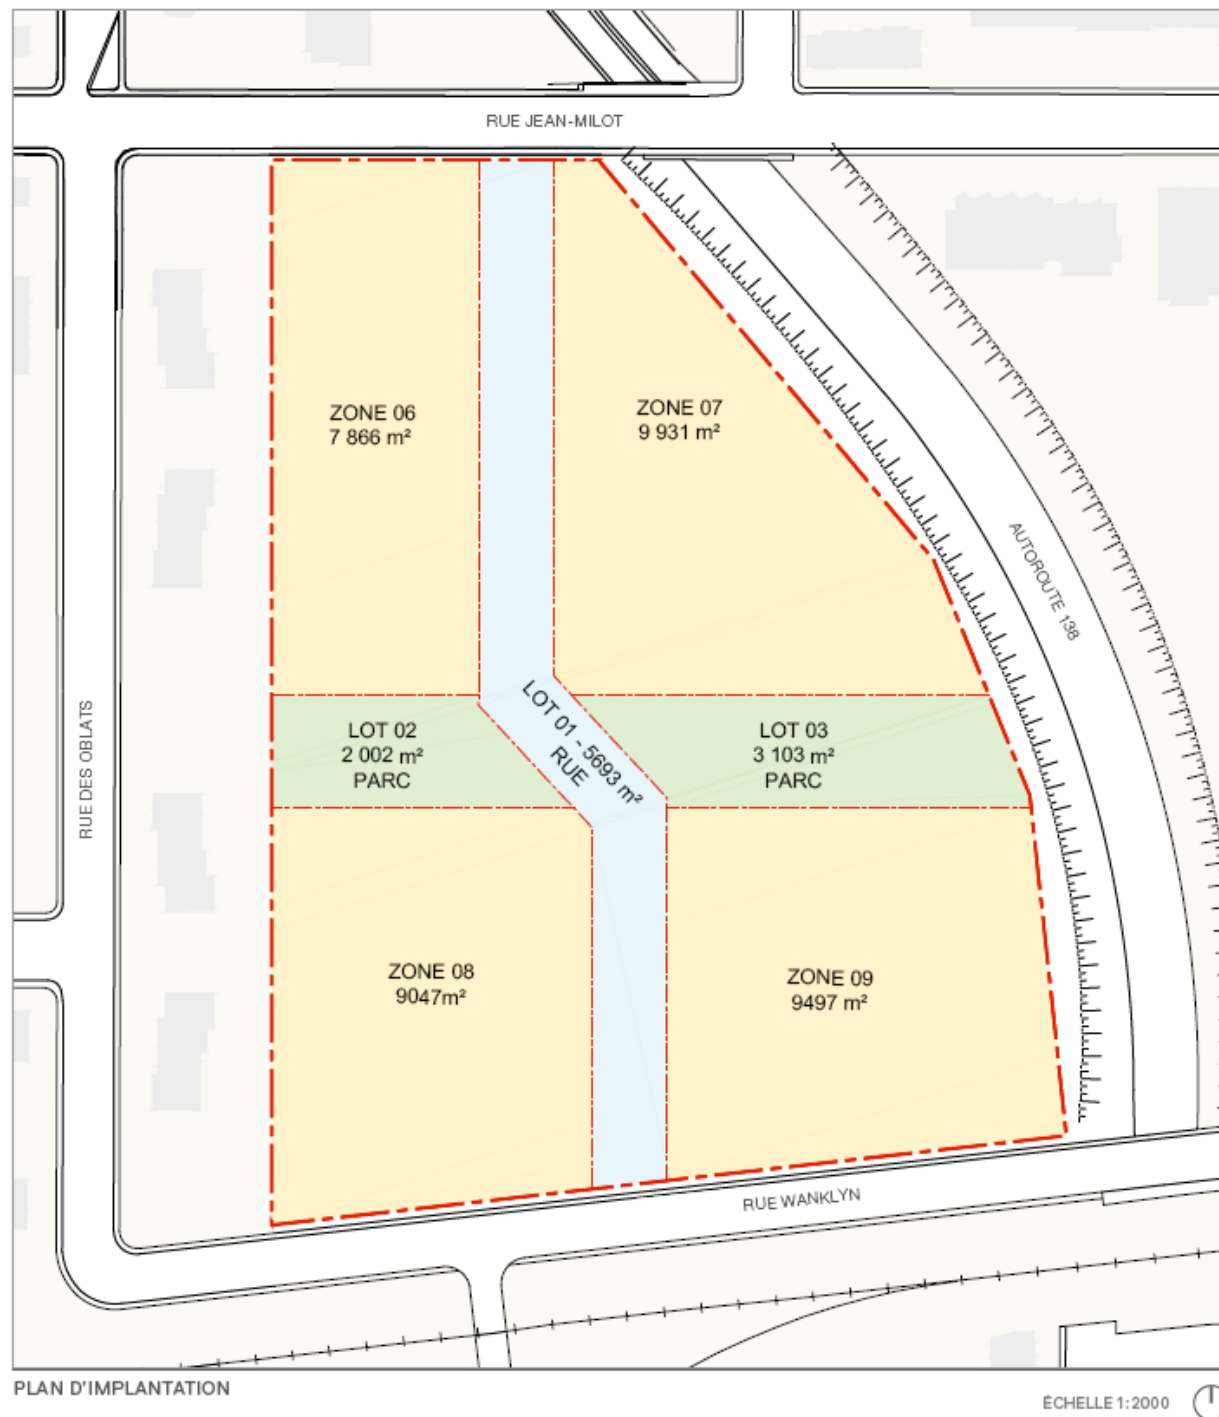 RUE JEAN-MILOT
ZONE 06
7 866 m²
ZONE 07
9 931 m²
AUTOROUTE 138
RUE DES OBLATS
LOT 02
2 002 m²
PARC
LOT 01 - 5693 m²
RUE
LOT 03
3 103 m²
PARC
ZONE 08
9047m²
ZONE 09
9497 m²
RUE WANKLYN
PLAN D'IMPLANTATION
ÉCHELLE 1:2000